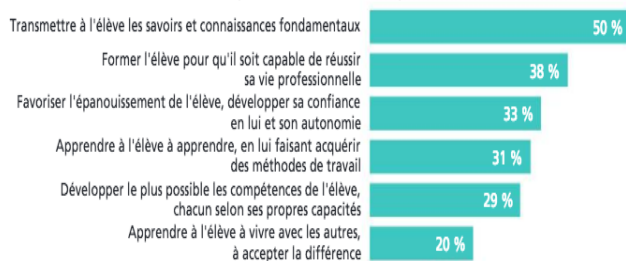 Transmettre à l'élève les savoirs et connaissances fondamentaux
50 %
Former l'élève pour qu'il soit capable de réussir
sa vie professionnelle
38 %
Favoriser l'épanouissement de l'élève, développer sa confiance
en lui et son autonomie
33 %
Apprendre à l'élève à apprendre, en lui faisant acquérir
des méthodes de travail
31 %
Développer le plus possible les compétences de l'élève,
chacun selon ses propres capacités
29 %
Apprendre à l'élève à vivre avec les autres,
à accepter la différence
20 %